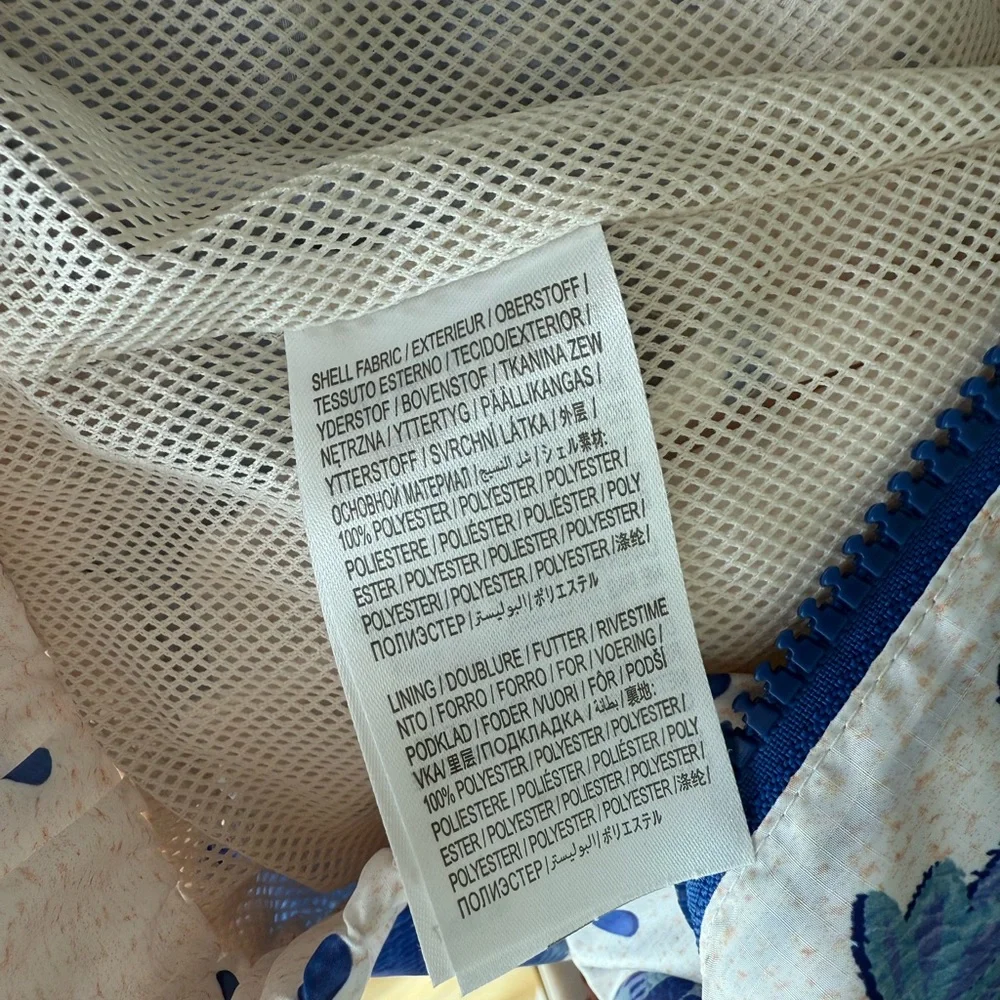 SHELL FABRIC / EXTERIEUR / OBERSTOFF /
TESSUTO ESTERNO / TECIDO/EXTERIOR /
YDERSTOF / BOVENSTOF / TKANINA ZEW
NETRZNA / YTTERTYG / PÄÄLLIKANGAS /
YTTERSTOFF / SVRCHNÍ LÁTKA / 外层 /
ОСНОВНОЙ МАТЕРИАЛ / شل النسيج / シェル素材:
100% POLYESTER / POLYESTER / POLYESTER /
POLIESTERE / POLIÉSTER / POLIÉSTER / POLY
ESTER / POLYESTER / POLIESTER / POLYESTER /
POLYESTERI / POLYESTER / POLYESTER / 涤纶 /
ПОЛИЭСТЕР / البوليستر / ポリエステル
LINING / DOUBLURE / FUTTER / RIVESTIME
NTO / FORRO / FORRO / FOR / VOERING /
PODKLAD / FODER / VUORI / FÔR / PODŠÍ
VKA/ 里层 / ПОДКЛАДКА / بطانة / 裏地:
100% POLYESTER / POLYESTER / POLYESTER /
POLIESTERE / POLIÉSTER / POLIÉSTER / POLY
ESTER / POLYESTER / POLIESTER / POLYESTER /
POLYESTERI / POLYESTER / POLYESTER / 涤纶 /
ПОЛИЭСТЕР / البوليستر / ポリエステル